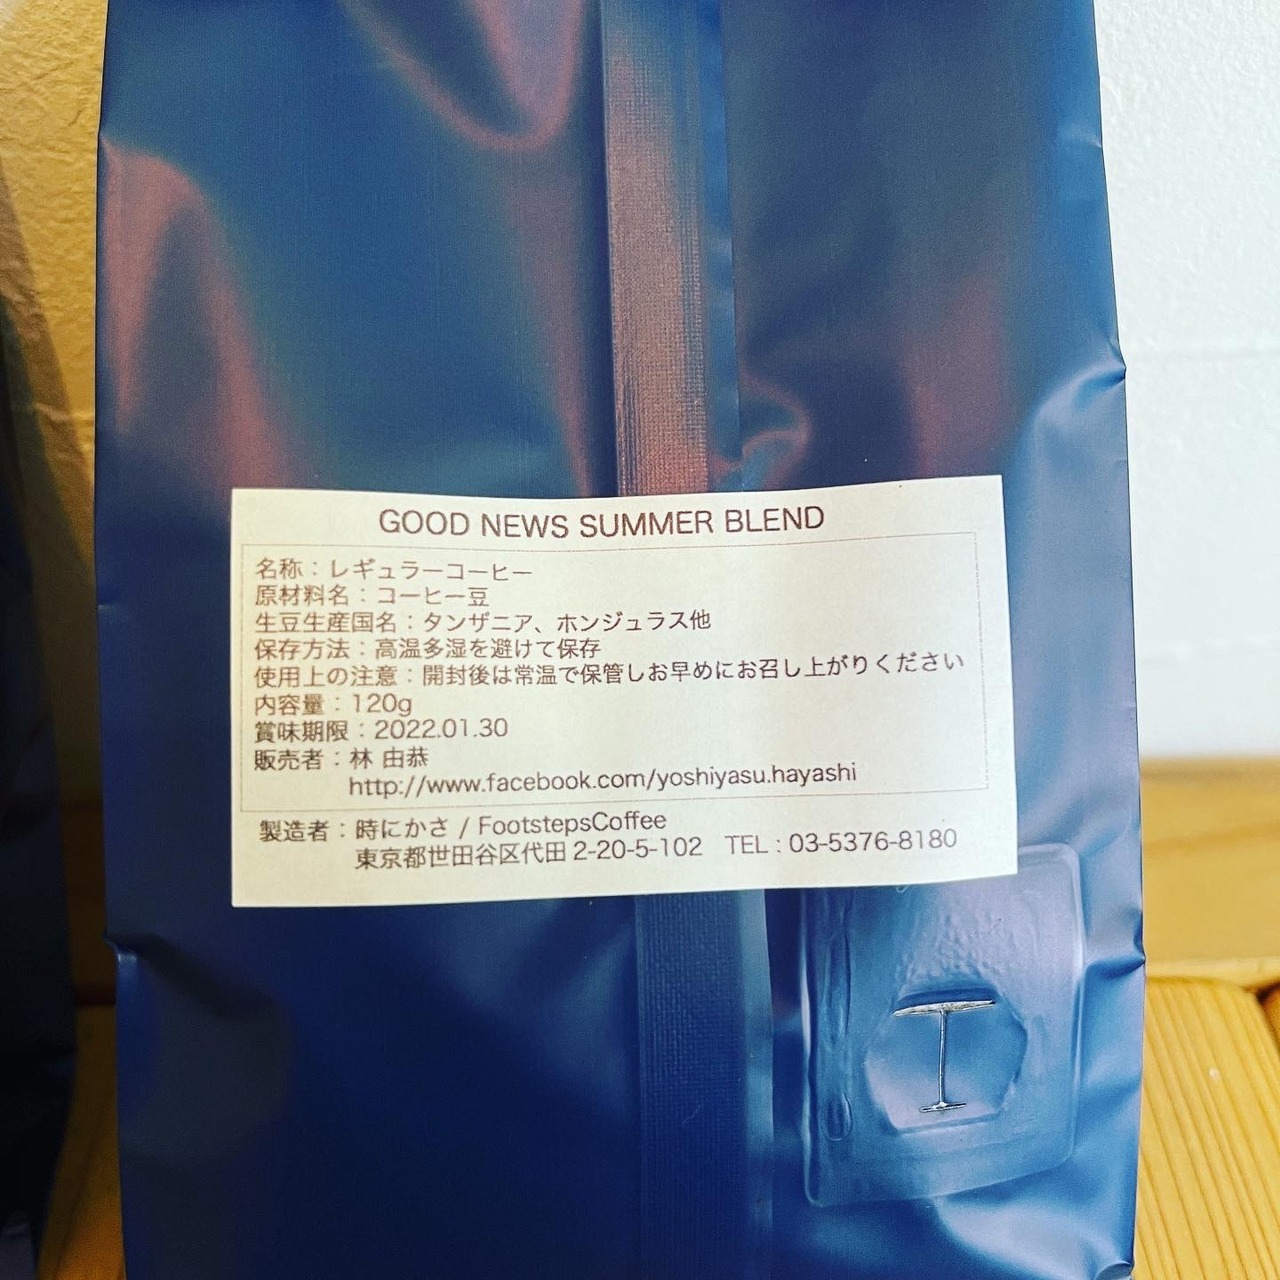 GOOD NEWS SUMMER BLEND
名称：レギュラーコーヒー
原材料名：コーヒー豆
生豆生産国名：タンザニア、ホンジュラス他
保存方法：高温多湿を避けて保存
使用上の注意：開封後は常温で保管しお早めにお召し上がりください
内容量：120g
賞味期限：2022.01.30
販売者：林 由恭
http://www.facebook.com/yoshiyasu.hayashi
製造者：時にかさ / FootstepsCoffee
東京都世田谷区代田 2-20-5-102　TEL : 03-5376-8180